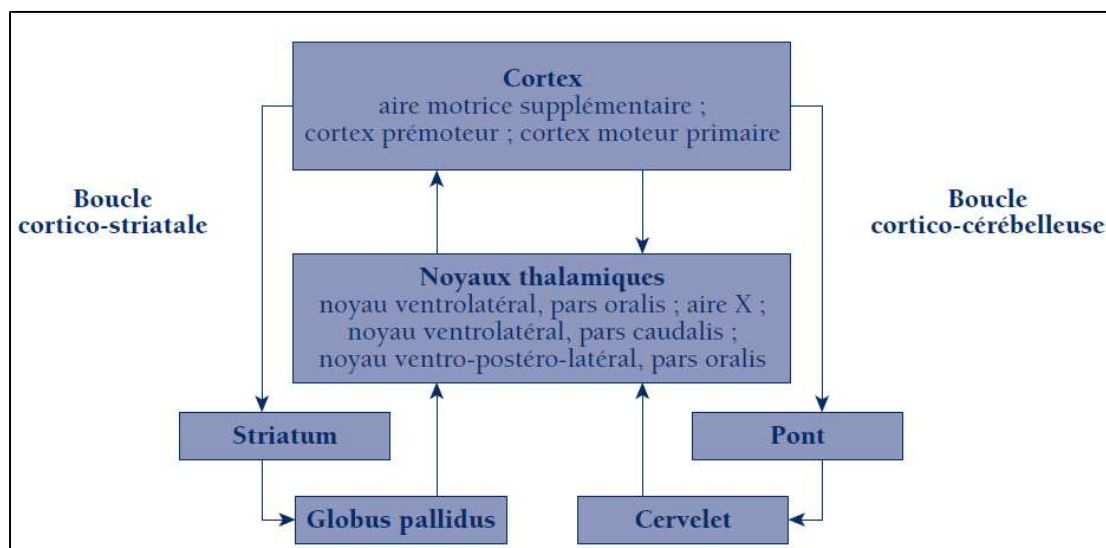 Cortex
aire motrice supplémentaire ;
cortex prémoteur ; cortex moteur primaire
Boucle
cortico-striatale
Boucle
cortico-cérébelleuse
Noyaux thalamiques
noyau ventrolatéral, pars oralis ; aire X ;
noyau ventrolatéral, pars caudalis ;
noyau ventro-postéro-latéral, pars oralis
Striatum
Pont
Globus pallidus
Cervelet